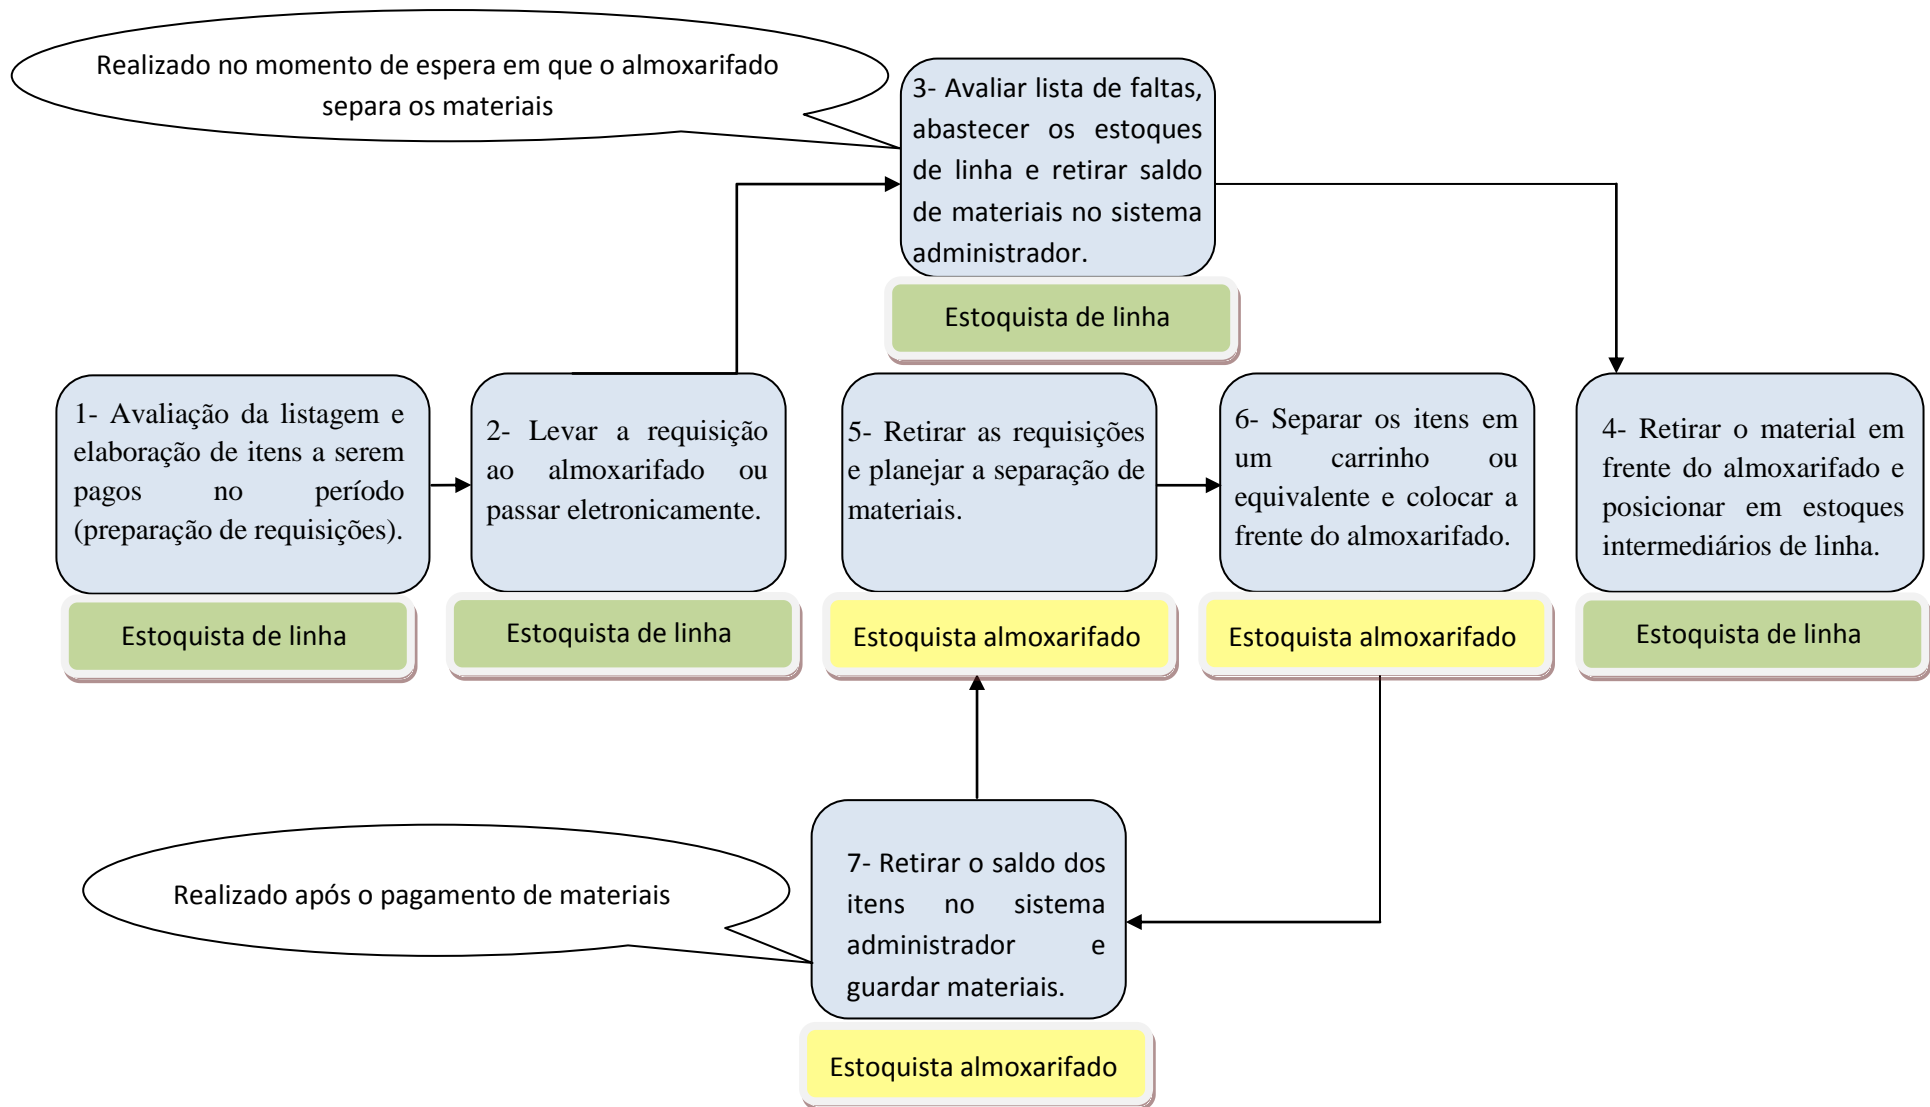 Realizado no momento de espera em que o almoxarifado
separa os materiais
3- Avaliar lista de faltas,
abastecer os estoques
de linha e retirar saldo
de materiais no sistema
administrador.
Estoquista de linha
1- Avaliação da listagem e
elaboração de itens a serem
pagos no período
(preparação de requisições).
Estoquista de linha
2- Levar a requisição
ao almoxarifado ou
passar eletronicamente.
Estoquista de linha
5- Retirar as requisições
e planejar a separação de
materiais.
Estoquista almoxarifado
6- Separar os itens em
um carrinho ou
equivalente e colocar a
frente do almoxarifado.
Estoquista almoxarifado
4- Retirar o material em
frente do almoxarifado e
posicionar em estoques
intermediários de linha.
Estoquista de linha
Realizado após o pagamento de materiais
7- Retirar o saldo dos
itens no sistema
administrador e
guardar materiais.
Estoquista almoxarifado